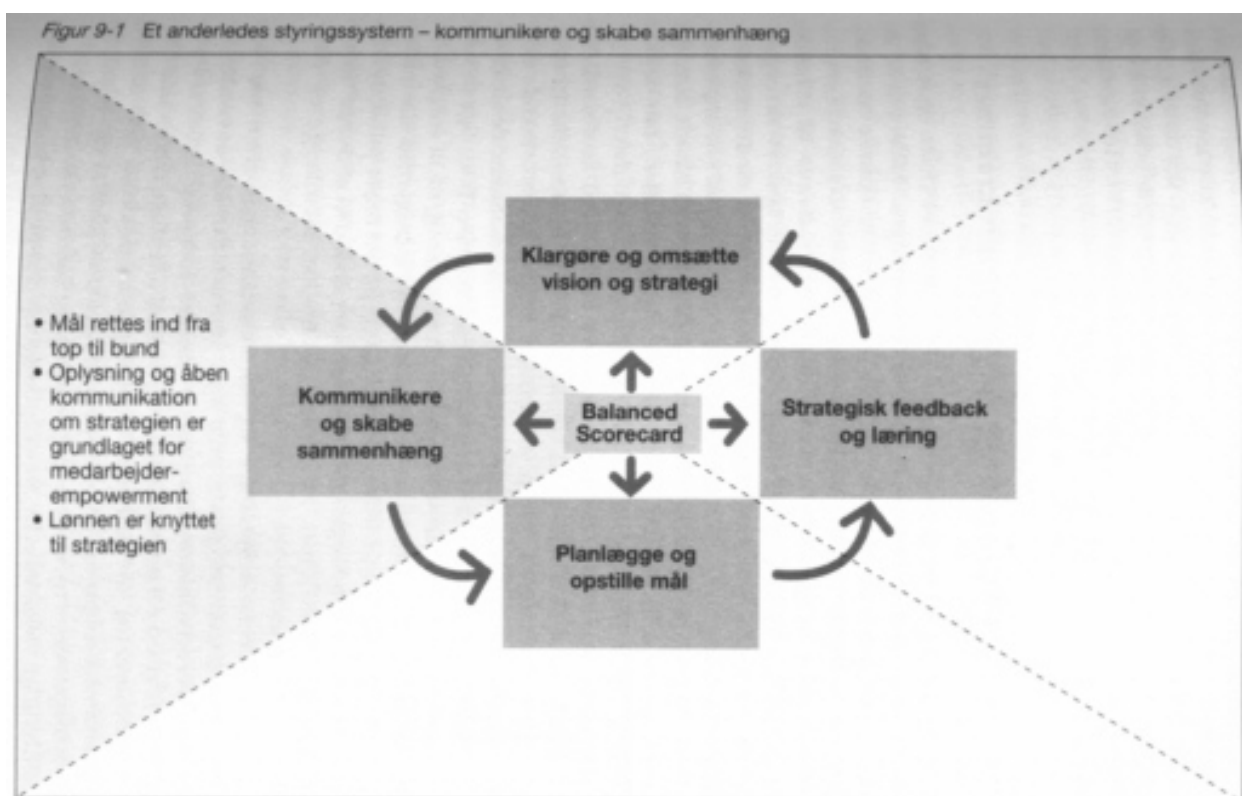 Figur 9-1 Et anderledes styringssystem – kommunikere og skabe sammenhæng
Klargøre og omsætte
vision og strategi
• Mål rettes ind fra
top til bund
• Oplysning og åben
kommunikation
om strategien er
grundlaget for
medarbejder-
empowerment
• Lønnen er knyttet
til strategien
Kommunikere
og skabe
sammenhæng
Balanced
Scorecard
Strategisk feedback
og læring
Planlægge og
opstille mål